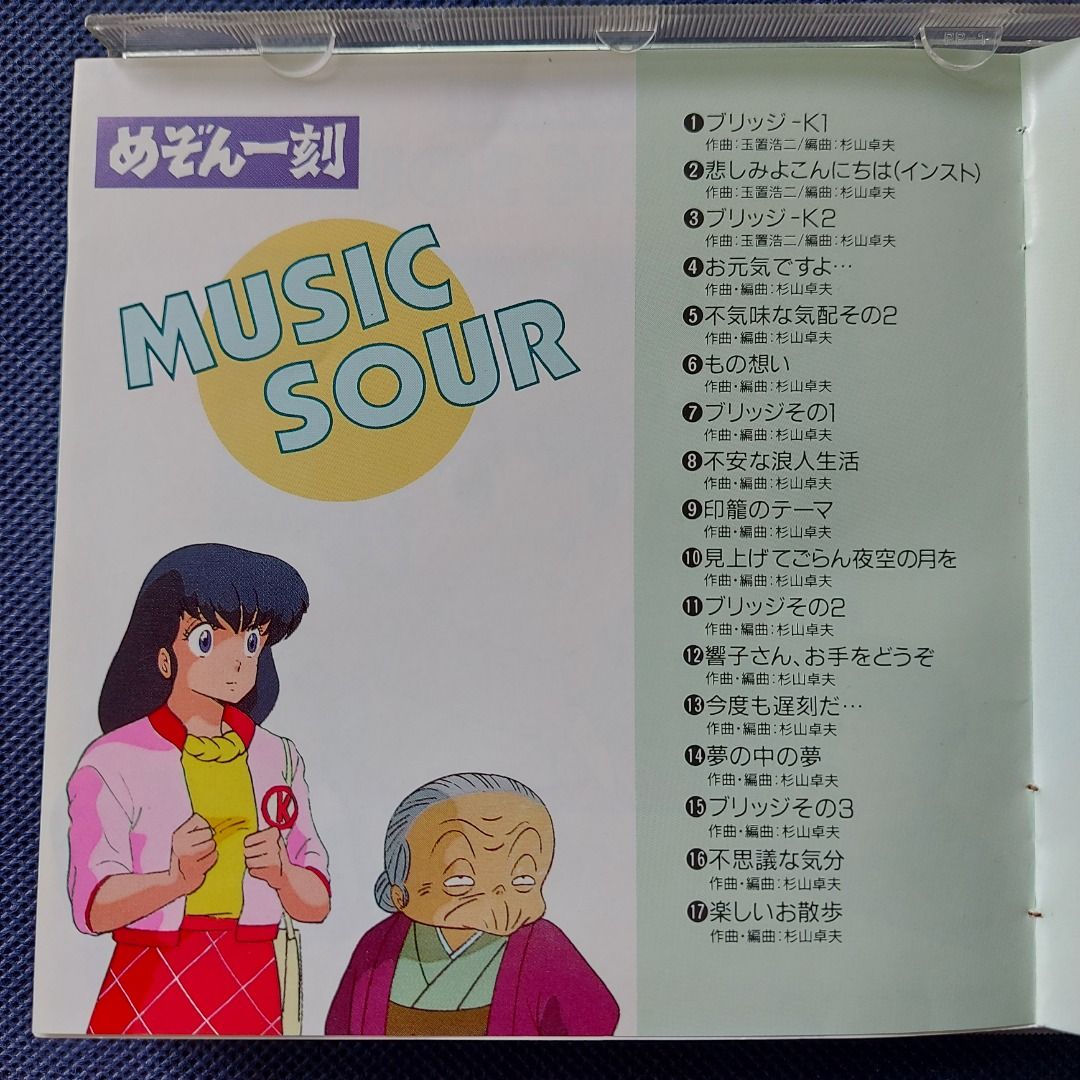 めぞん一刻
MUSIC
SOUR
❶ブリッジ-K1
作曲:玉置浩二/編曲:杉山卓夫
❷悲しみよこんにちは(インスト)
作曲:玉置浩二/編曲:杉山卓夫
❸ブリッジ-K2
作曲:玉置浩二/編曲:杉山卓夫
❹お元気ですよ…
作曲・編曲:杉山卓夫
❺不気味な気配その2
作曲・編曲:杉山卓夫
❻もの想い
作曲・編曲:杉山卓夫
❼ブリッジその1
作曲・編曲:杉山卓夫
❽不安な浪人生活
作曲・編曲:杉山卓夫
❾印籠のテーマ
作曲・編曲:杉山卓夫
❿見上げてごらん夜空の月を
作曲・編曲:杉山卓夫
⓫ブリッジその2
作曲・編曲:杉山卓夫
⓬響子さん、お手をどうぞ
作曲・編曲:杉山卓夫
⓭今度も遅刻だ…
作曲・編曲:杉山卓夫
⓮夢の中の夢
作曲・編曲:杉山卓夫
⓯ブリッジその3
作曲・編曲:杉山卓夫
⓰不思議な気分
作曲・編曲:杉山卓夫
⓱楽しいお散歩
作曲・編曲:杉山卓夫
K
PP-1